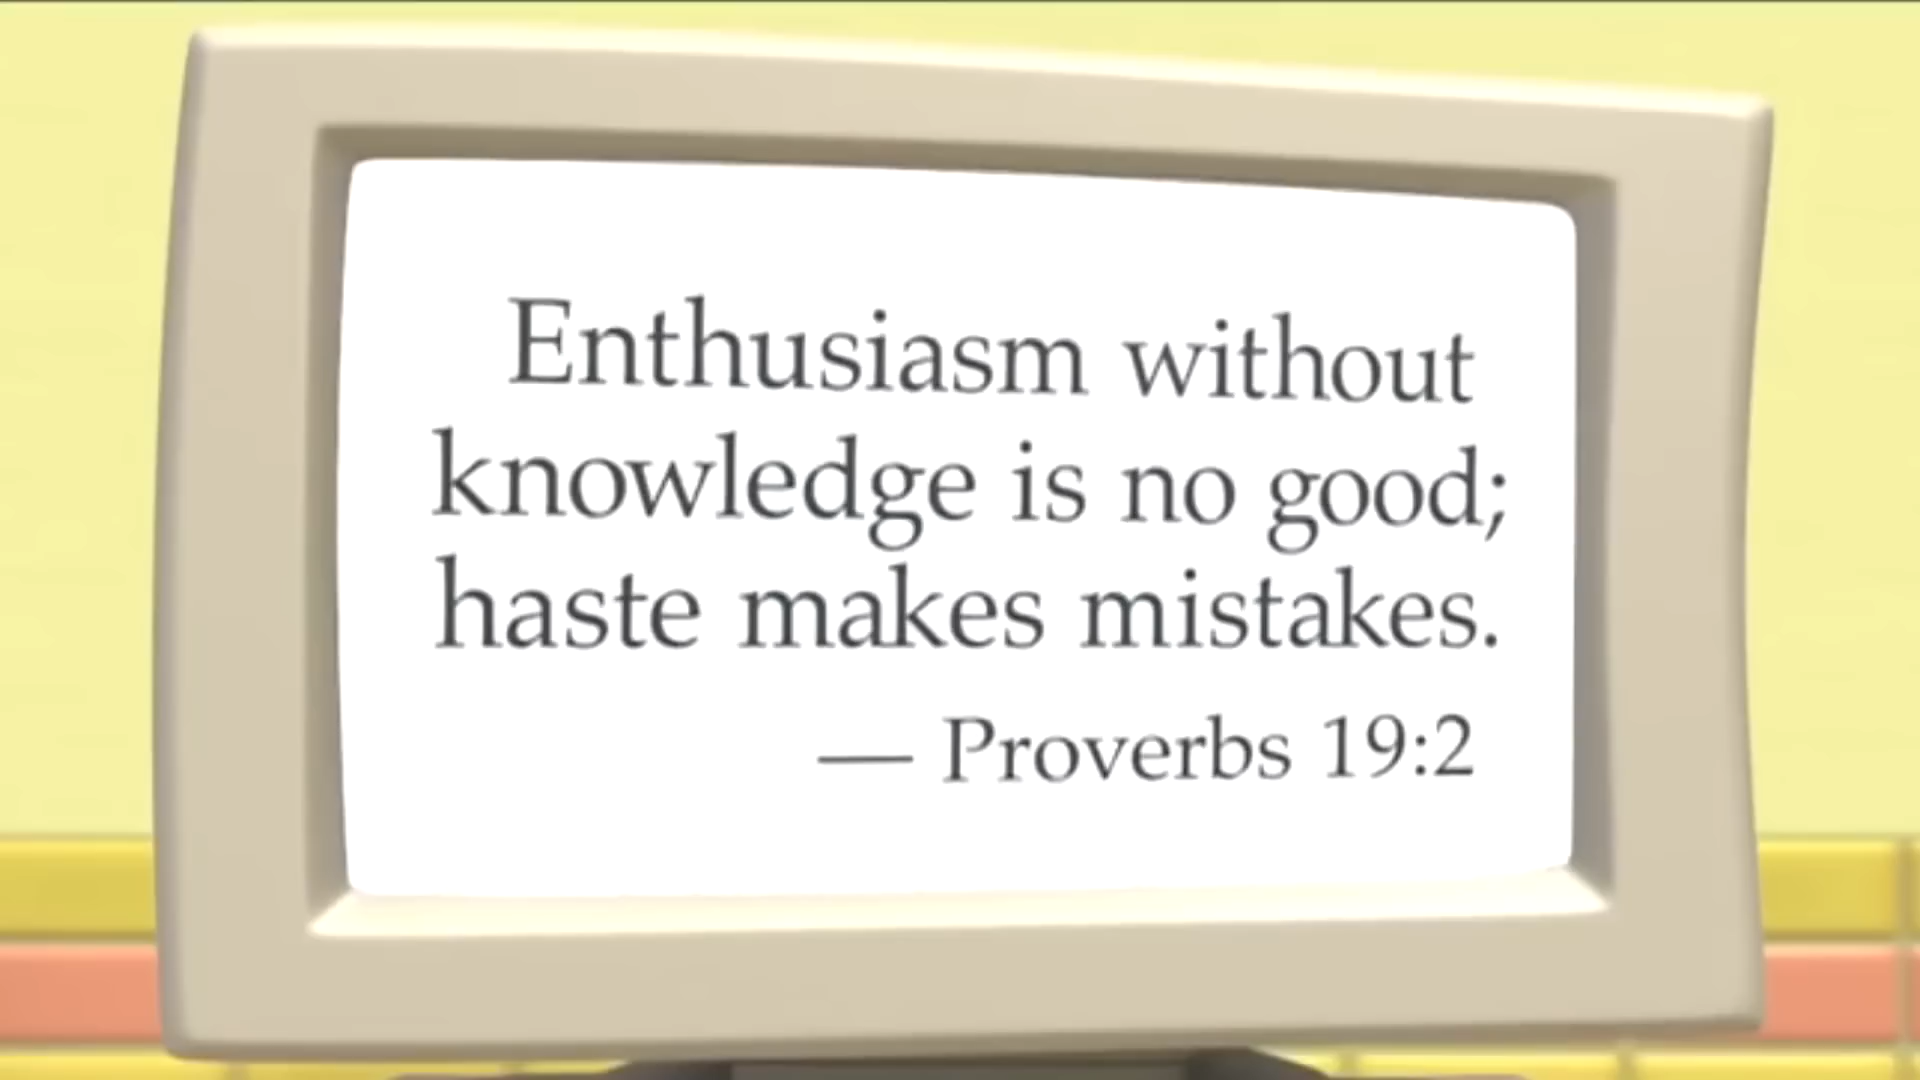 Enthusiasm without
knowledge is no good;
haste makes mistakes.
— Proverbs 19:2